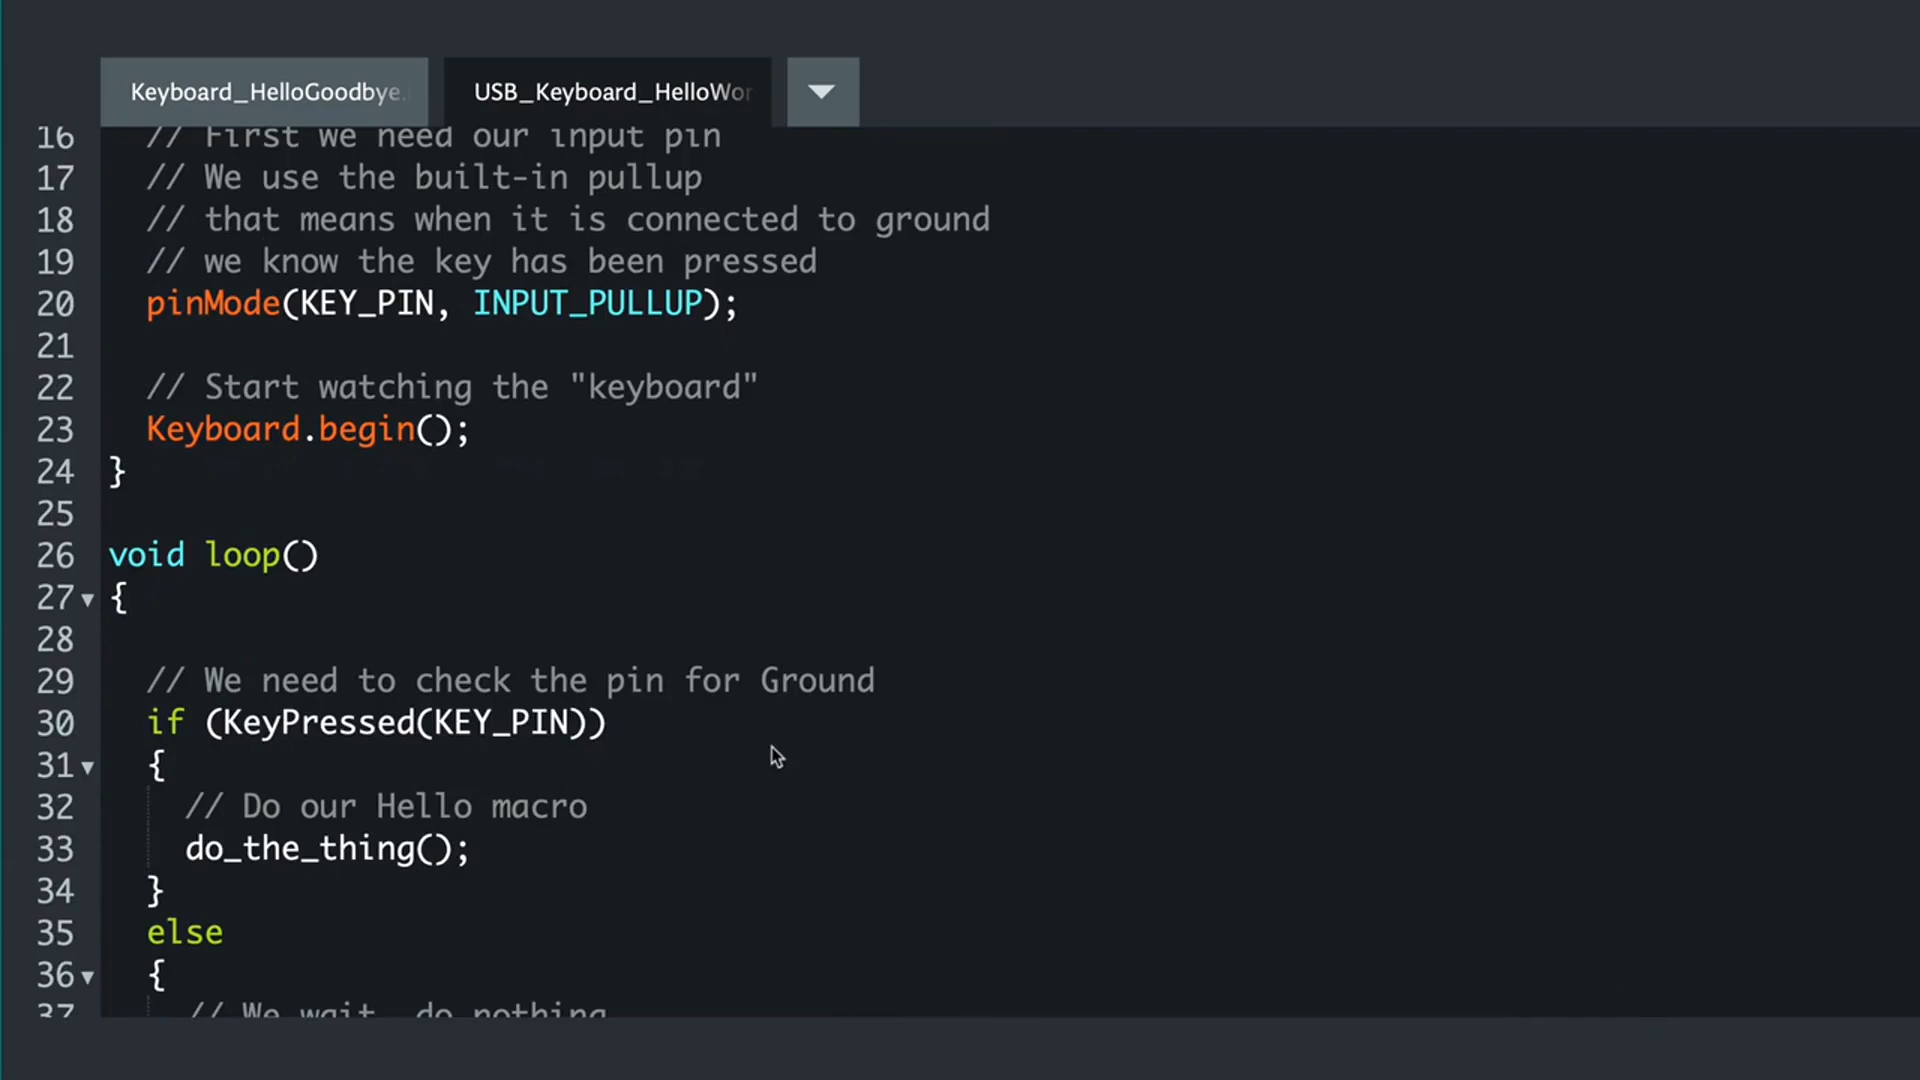 Keyboard_HelloGoodbye.
USB_Keyboard_HelloWor
16 // First we need our input pin
17 // We use the built-in pullup
18 // that means when it is connected to ground
19 // we know the key has been pressed
20 pinMode(KEY_PIN, INPUT_PULLUP);
21
22 // Start watching the "keyboard"
23 Keyboard.begin();
24 }
25
26 void loop()
27 {
28
29 // We need to check the pin for Ground
30 if (KeyPressed(KEY_PIN))
31 {
32 // Do our Hello macro
33 do_the_thing();
34 }
35 else
36 {
37 // We wait, do nothing